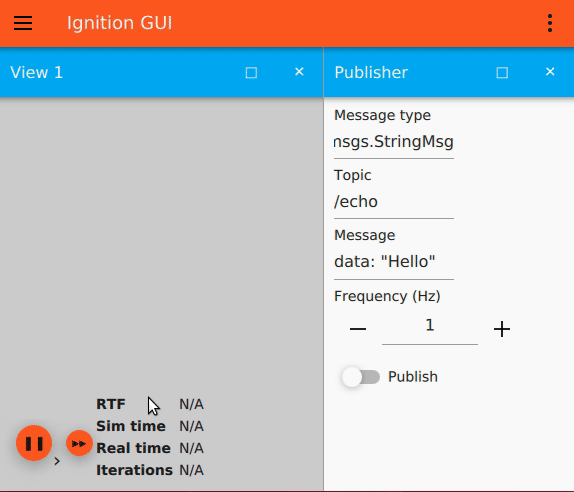 Ignition GUI
View 1
Publisher
Message type
msgs.StringMsg
Topic
/echo
Message
data: "Hello"
Frequency (Hz)
1
Publish
RTF N/A
Sim time N/A
Real time N/A
Iterations N/A